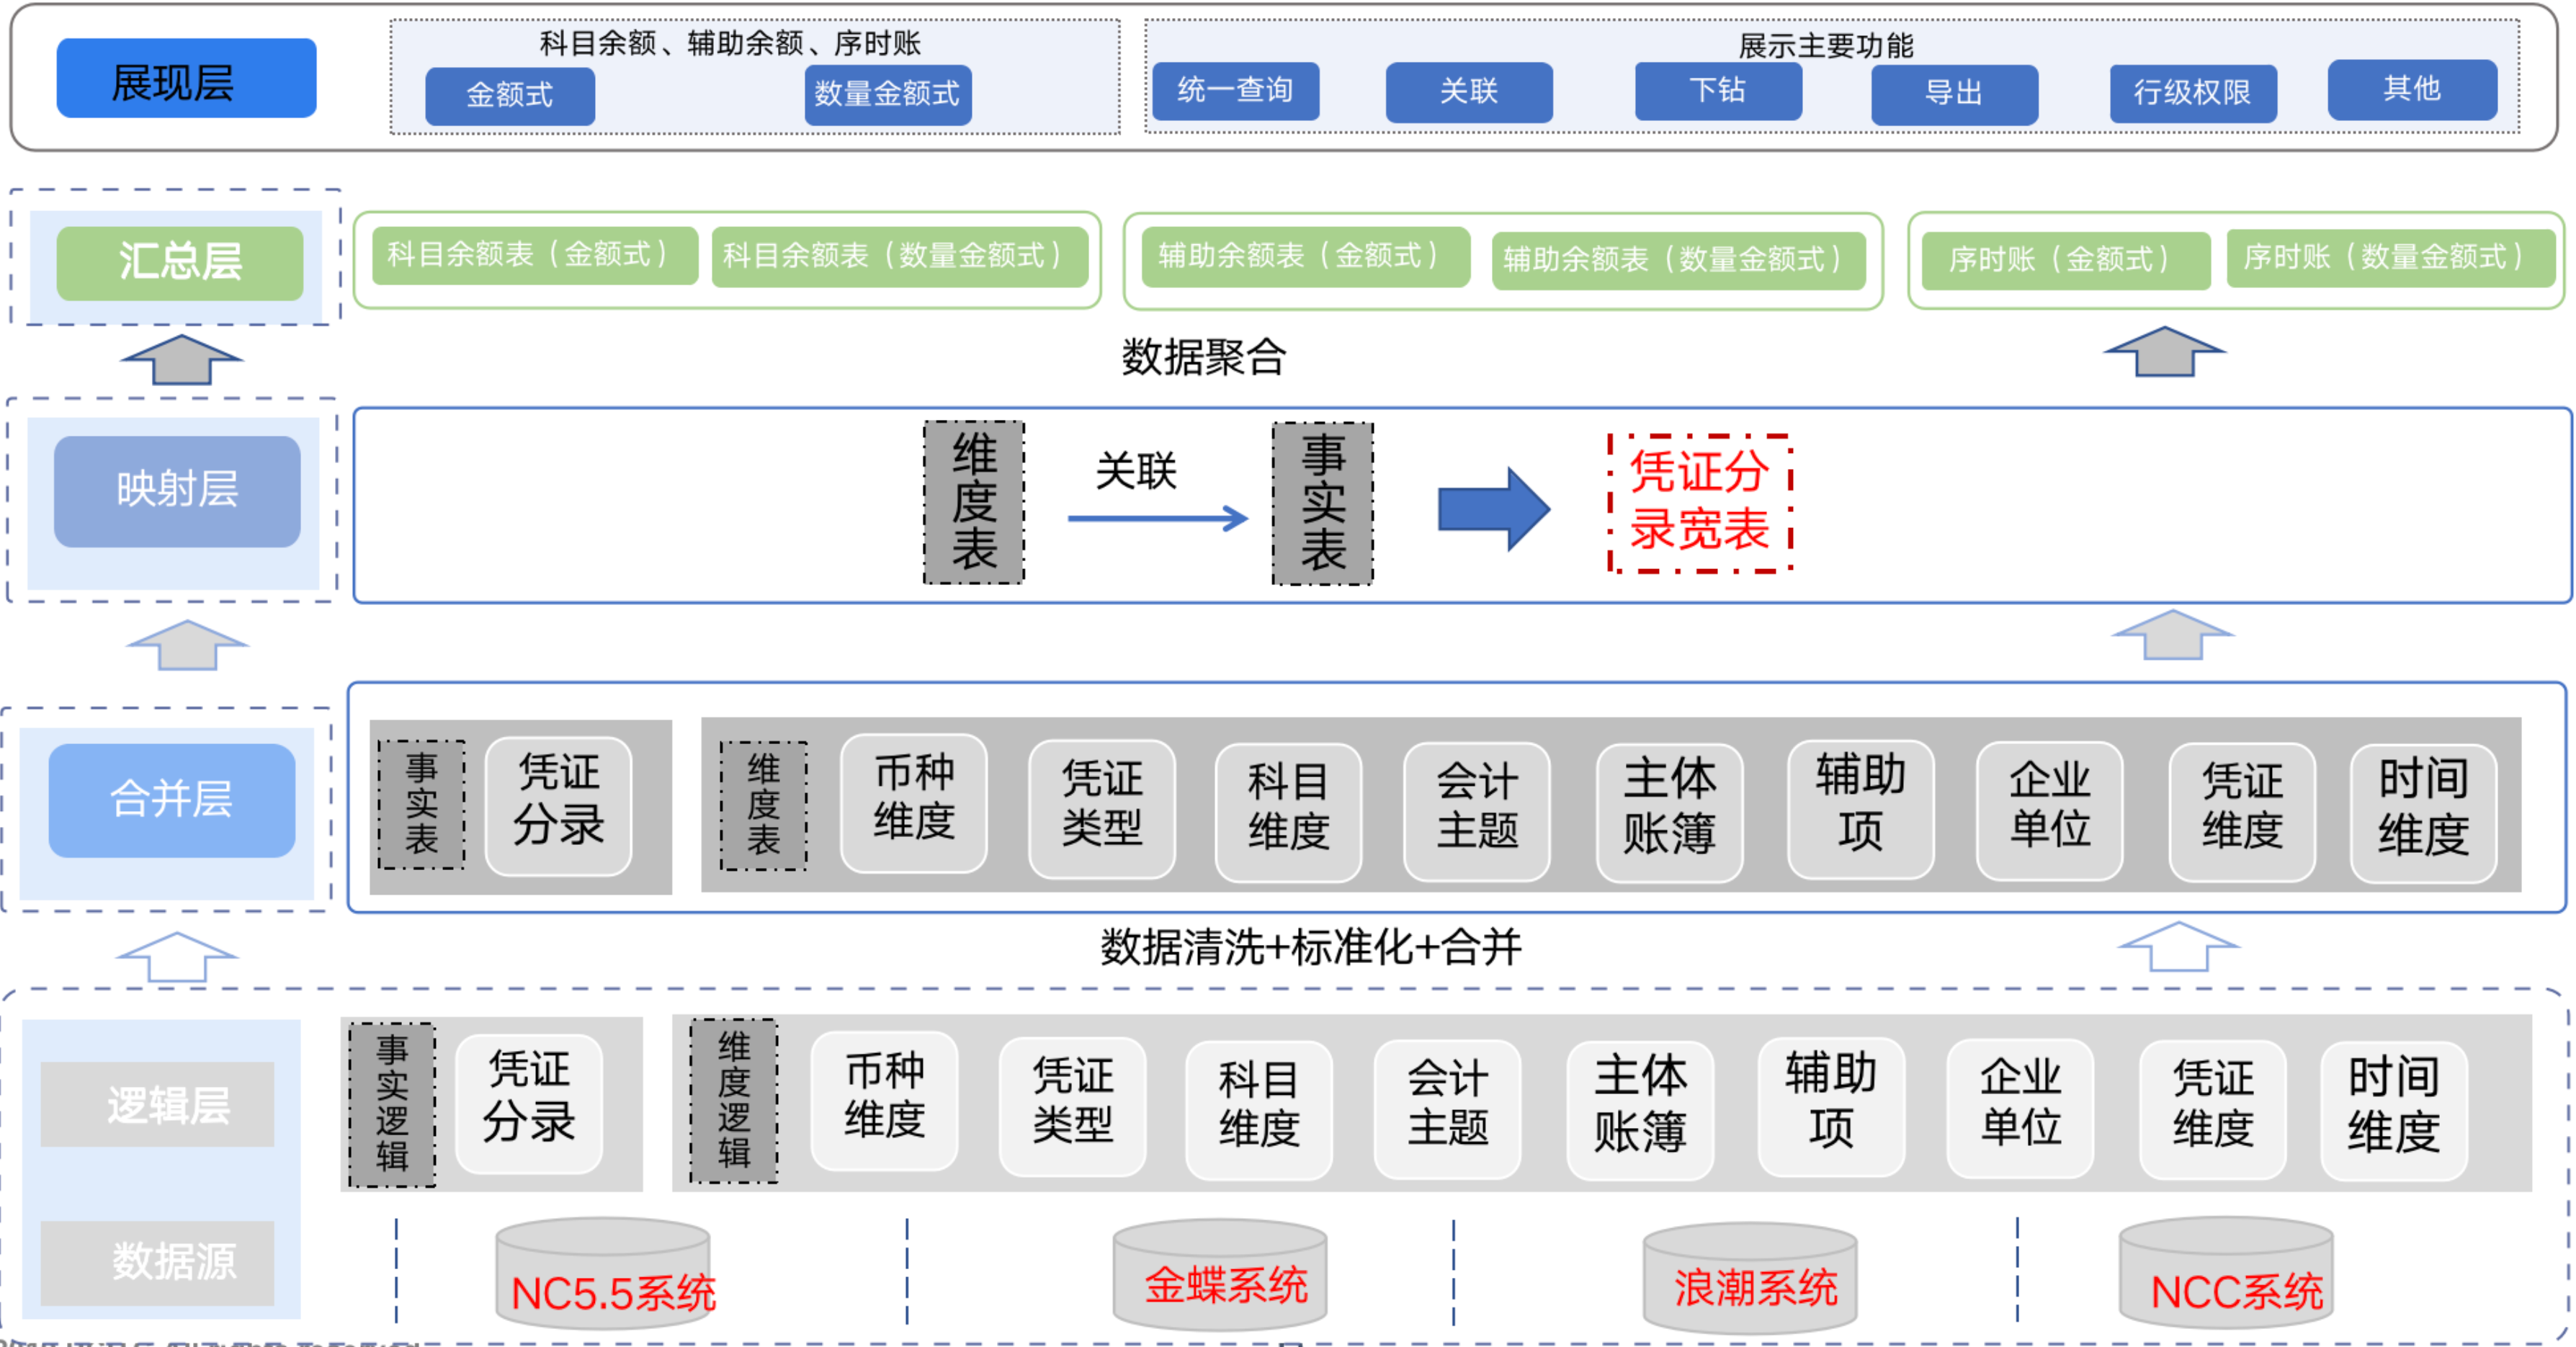 展现层
科目余额、辅助余额、序时账
金额式
数量金额式
展示主要功能
统一查询
关联
下钻
导出
行级权限
其他
汇总层
科目余额表（金额式）
科目余额表（数量金额式）
辅助余额表（金额式）
辅助余额表（数量金额式）
序时账（金额式）
序时账（数量金额式）
数据聚合
映射层
维
度
表
关联
事
实
表
凭证分
录宽表
合并层
事
实
表
凭证
分录
维
度
表
币种
维度
凭证
类型
科目
维度
会计
主题
主体
账簿
辅助
项
企业
单位
凭证
维度
时间
维度
数据清洗+标准化+合并
逻辑层
事
实
逻
辑
凭证
分录
维
度
逻
辑
币种
维度
凭证
类型
科目
维度
会计
主题
主体
账簿
辅助
项
企业
单位
凭证
维度
时间
维度
数据源
NC5.5系统
金蝶系统
浪潮系统
NCC系统